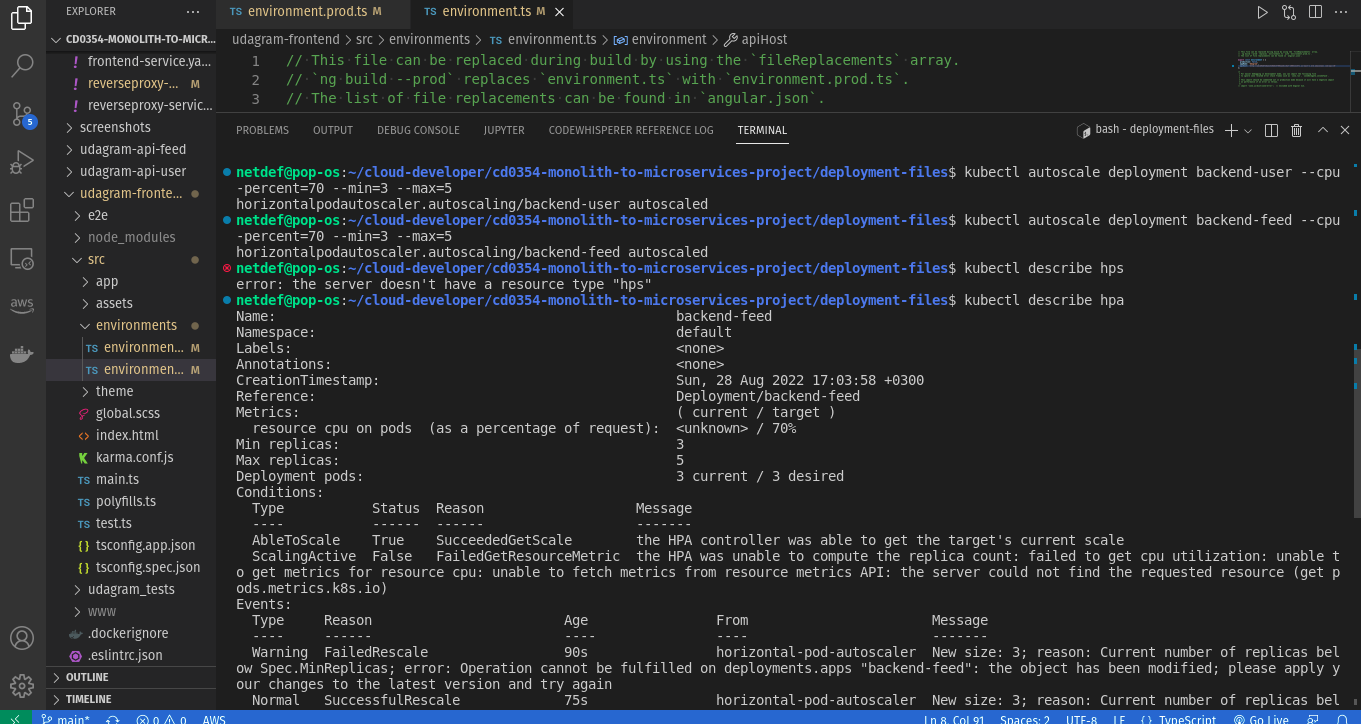 EXPLORER
···
TS environment.prod.ts M
TS environment.ts M
CD0354-MONOLITH-TO-MICR...
udagram-frontend > src > environments > TS environment.ts > environment > apiHost
! frontend-service.ya...
! reverseproxy-... M
! reverseproxy-servic...
screenshots
udagram-api-feed
udagram-api-user
udagram-fronte...
e2e
node_modules
src
app
assets
environments
TS environmen... M
TS environmen... M
theme
global.scss
index.html
karma.conf.js
TS main.ts
TS polyfills.ts
TS test.ts
{} tsconfig.app.json
{} tsconfig.spec.json
udagram_tests
www
.dockerignore
.eslintrc.json
OUTLINE
TIMELINE
5
aws
1 // This file can be replaced during build by using the `fileReplacements` array.
2 // `ng build --prod` replaces `environment.ts` with `environment.prod.ts`.
3 // The list of file replacements can be found in `angular.json`.
PROBLEMS OUTPUT DEBUG CONSOLE JUPYTER CODEWHISPERER REFERENCE LOG TERMINAL
bash - deployment-files
netdef@pop-os:~/cloud-developer/cd0354-monolith-to-microservices-project/deployment-files$ kubectl autoscale deployment backend-user --cpu
-percent=70 --min=3 --max=5
horizontalpodautoscaler.autoscaling/backend-user autoscaled
netdef@pop-os:~/cloud-developer/cd0354-monolith-to-microservices-project/deployment-files$ kubectl autoscale deployment backend-feed --cpu
-percent=70 --min=3 --max=5
horizontalpodautoscaler.autoscaling/backend-feed autoscaled
netdef@pop-os:~/cloud-developer/cd0354-monolith-to-microservices-project/deployment-files$ kubectl describe hps
error: the server doesn't have a resource type "hps"
netdef@pop-os:~/cloud-developer/cd0354-monolith-to-microservices-project/deployment-files$ kubectl describe hpa
Name: backend-feed
Namespace: default
Labels: <none>
Annotations: <none>
CreationTimestamp: Sun, 28 Aug 2022 17:03:58 +0300
Reference: Deployment/backend-feed
Metrics: ( current / target )
resource cpu on pods (as a percentage of request): <unknown> / 70%
Min replicas: 3
Max replicas: 5
Deployment pods: 3 current / 3 desired
Conditions:
Type Status Reason Message
---- ------ ------ -------
AbleToScale True SucceededGetScale the HPA controller was able to get the target's current scale
ScalingActive False FailedGetResourceMetric the HPA was unable to compute the replica count: failed to get cpu utilization: unable t
o get metrics for resource cpu: unable to fetch metrics from resource metrics API: the server could not find the requested resource (get p
ods.metrics.k8s.io)
Events:
Type Reason Age From Message
---- ------ ---- ---- -------
Warning FailedRescale 90s horizontal-pod-autoscaler New size: 3; reason: Current number of replicas bel
ow Spec.MinReplicas; error: Operation cannot be fulfilled on deployments.apps "backend-feed": the object has been modified; please apply y
our changes to the latest version and try again
Normal SuccessfulRescale 75s horizontal-pod-autoscaler New size: 3; reason: Current number of replicas bel
main* 0 0 AWS Ln 8, Col 91 Spaces: 2 UTF-8 LF {} TypeScript Go Live